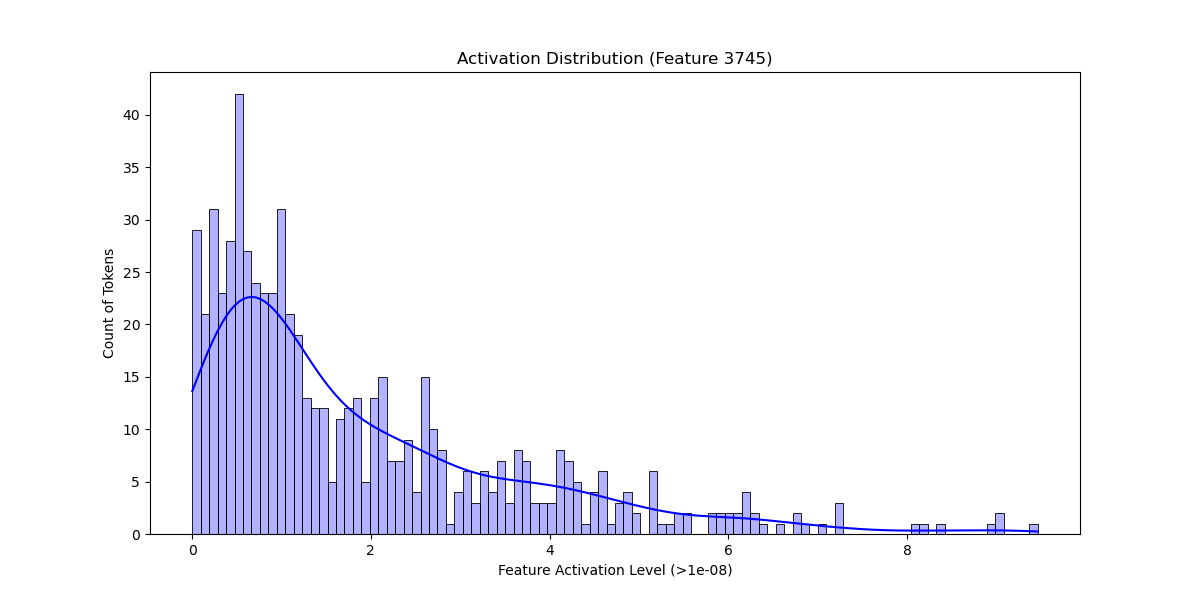 Activation Distribution (Feature 3745)
40
35
30
25
20
15
10
5
0
Count of Tokens
0 2 4 6 8
Feature Activation Level (>1e-08)